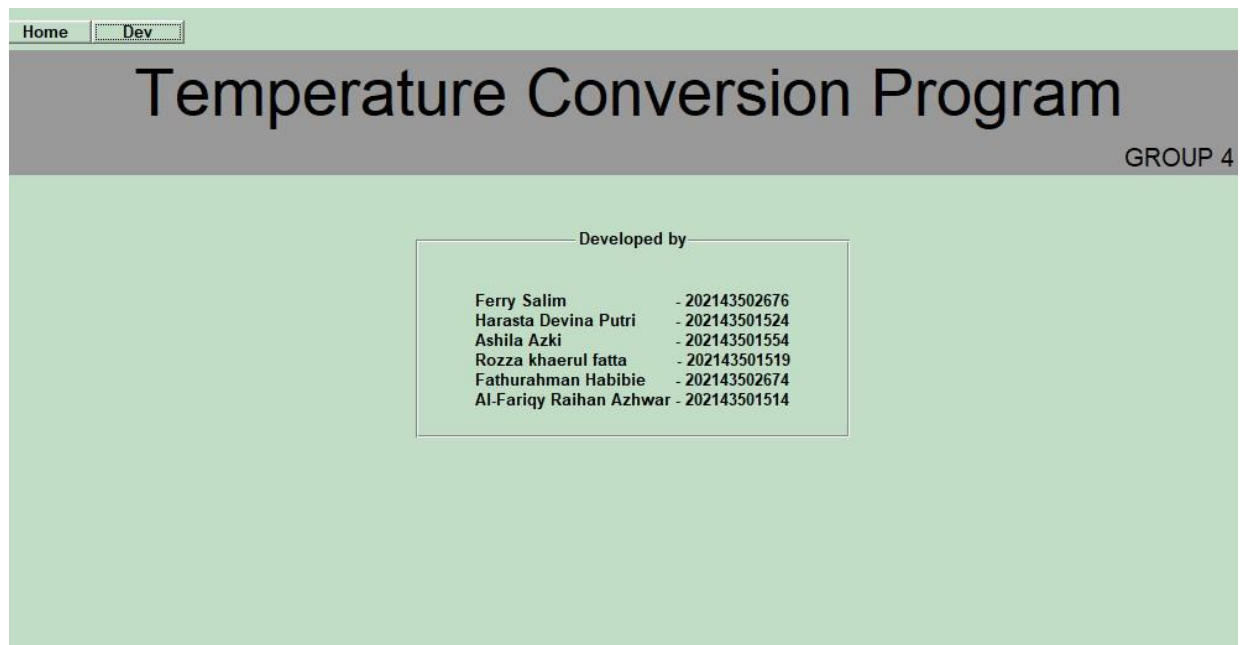 Home Dev
Temperature Conversion Program
GROUP 4
Developed by
Ferry Salim - 202143502676
Harasta Devina Putri - 202143501524
Ashila Azki - 202143501554
Rozza khaerul fatta - 202143501519
Fathurahman Habibie - 202143502674
Al-Fariqy Raihan Azhwar - 202143501514